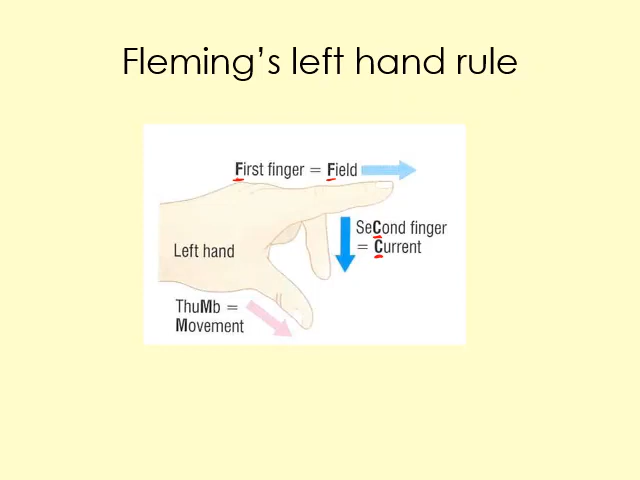 Fleming's left hand rule
First finger = Field
SeCond finger
= Current
Left hand
ThuMb =
Movement